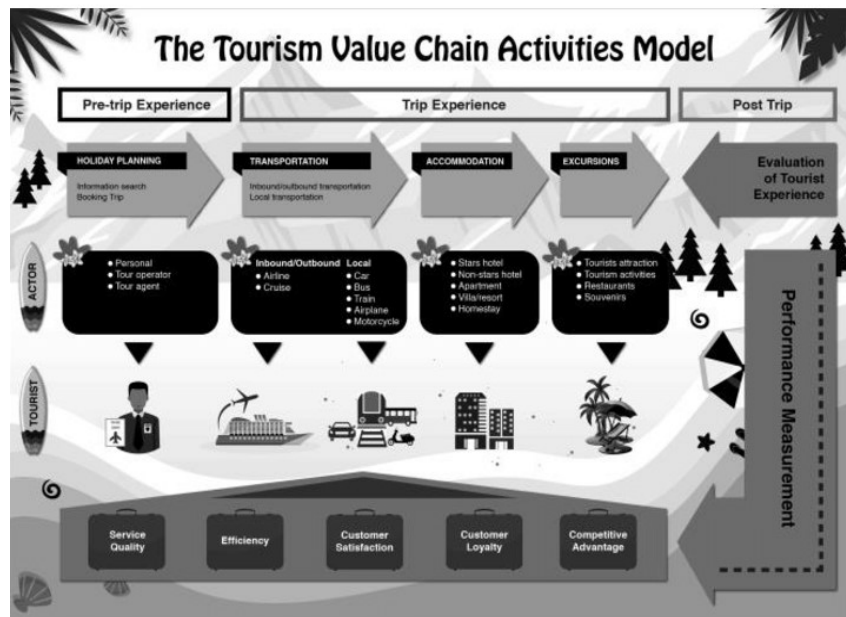 The Tourism Value Chain Activities Model
Pre-trip Experience
Trip Experience
Post Trip
HOLIDAY PLANNING
Information search
Booking Trip
TRANSPORTATION
Inbound/outbound transportation
Local transportation
ACCOMMODATION
EXCURSIONS
Evaluation
of Tourist
Experience
ACTOR
Personal
Tour operator
Tour agent
Inbound/Outbound
Airline
Cruise
Local
Car
Bus
Train
Airplane
Motorcycle
Stars hotel
Non-stars hotel
Apartment
Villa/resort
Homestay
Tourists attraction
Tourism activities
Restaurants
Souvenirs
Performance Measurement
TOURIST
Service
Quality
Efficiency
Customer
Satisfaction
Customer
Loyalty
Competitive
Advantage